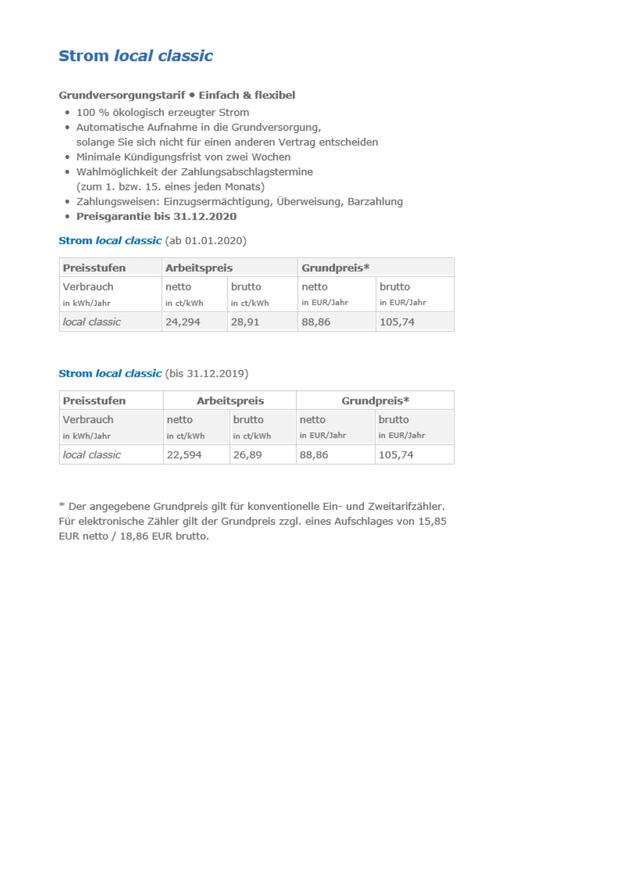 Strom local classic
Grundversorgungstarif • Einfach & flexibel
• 100 % ökologisch erzeugter Strom
• Automatische Aufnahme in die Grundversorgung,
solange Sie sich nicht für einen anderen Vertrag entscheiden
• Minimale Kündigungsfrist von zwei Wochen
• Wahlmöglichkeit der Zahlungsabschlagstermine
(zum 1. bzw. 15. eines jeden Monats)
• Zahlungsweisen: Einzugsermächtigung, Überweisung, Barzahlung
• Preisgarantie bis 31.12.2020
Strom local classic (ab 01.01.2020)
Preisstufen Arbeitspreis Grundpreis*
Verbrauch netto brutto netto brutto
in kWh/Jahr in ct/kWh in ct/kWh in EUR/Jahr in EUR/Jahr
local classic 24,294 28,91 88,86 105,74
Strom local classic (bis 31.12.2019)
Preisstufen Arbeitspreis Grundpreis*
Verbrauch netto brutto netto brutto
in kWh/Jahr in ct/kWh in ct/kWh in EUR/Jahr in EUR/Jahr
local classic 22,594 26,89 88,86 105,74
* Der angegebene Grundpreis gilt für konventionelle Ein- und Zweitarifzähler.
Für elektronische Zähler gilt der Grundpreis zzgl. eines Aufschlages von 15,85
EUR netto / 18,86 EUR brutto.